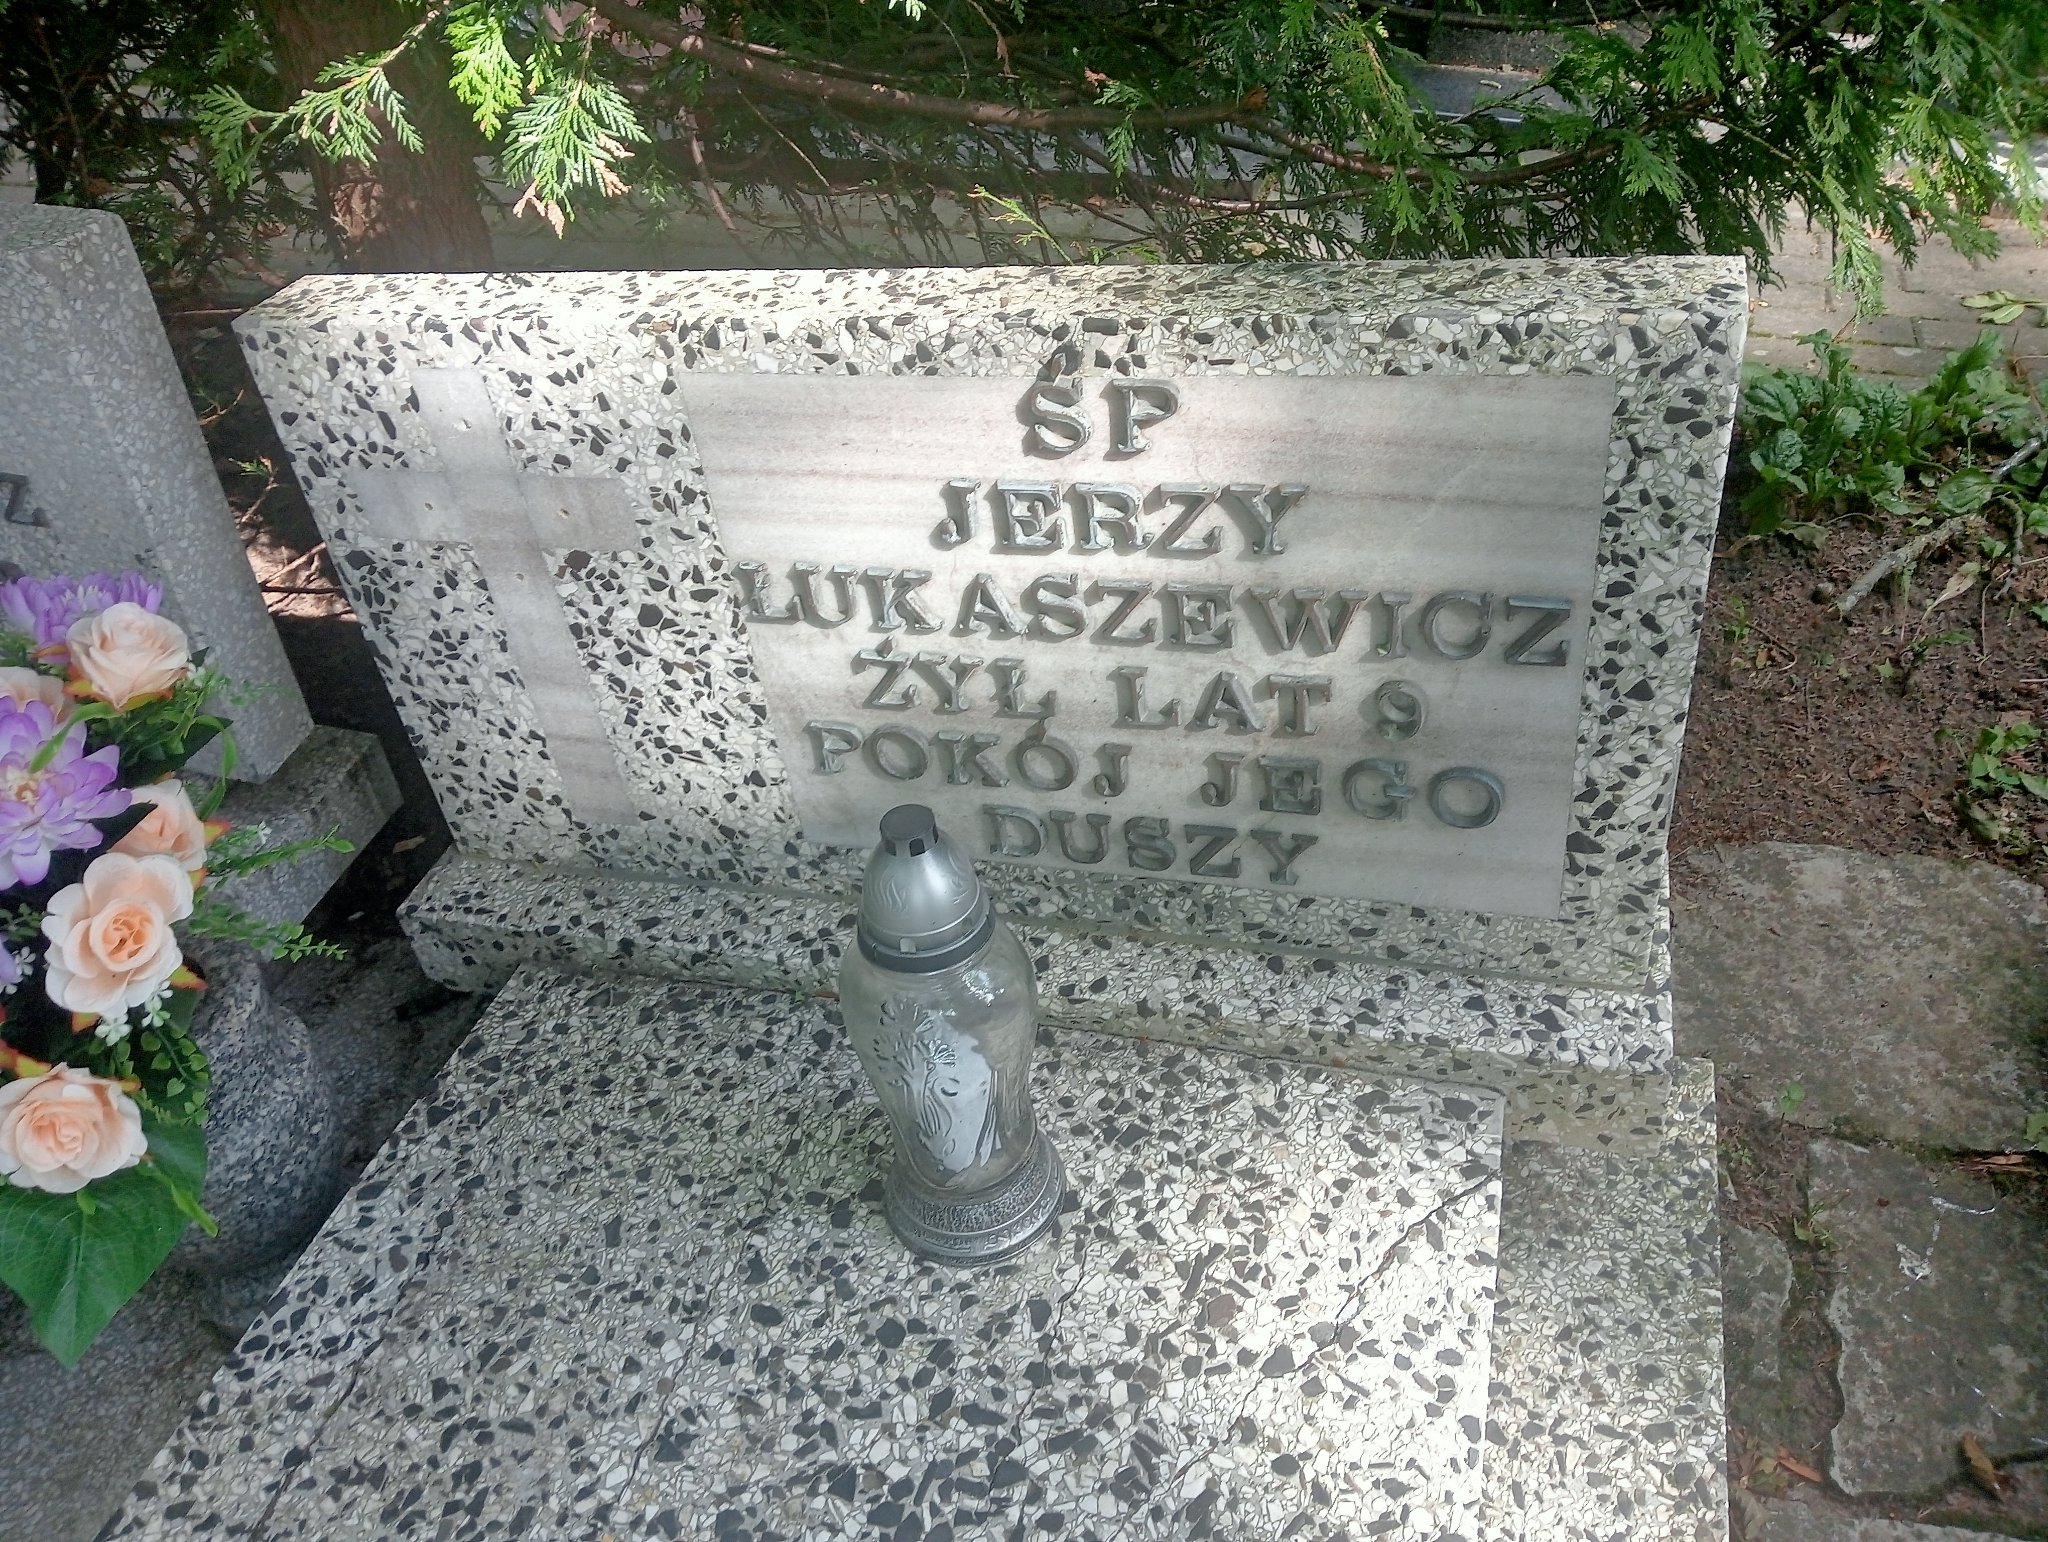 ŚP
JERZY
ŁUKASZEWICZ
ŻYŁ LAT 9
POKÓJ JEGO
DUSZY